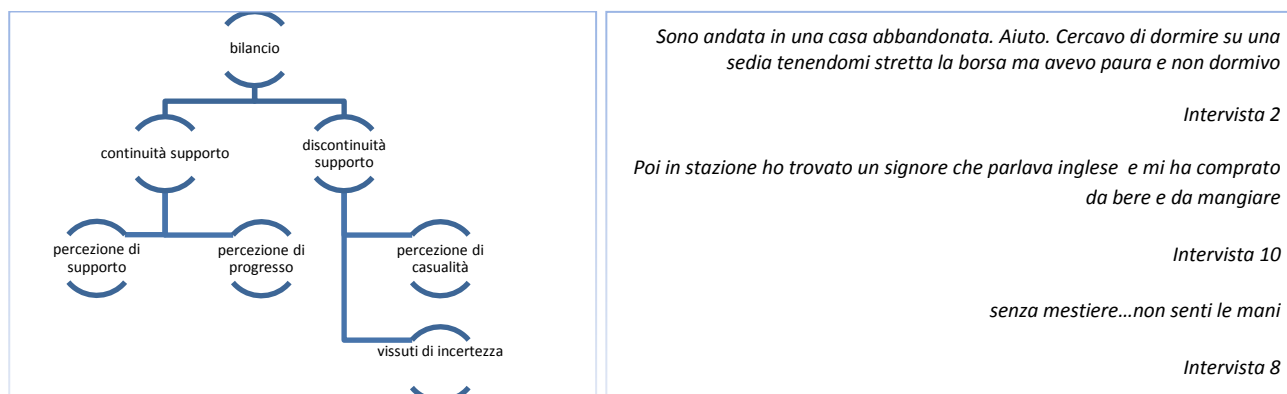 bilancio
continuità supporto
discontinuità
supporto
percezione di
supporto
percezione di
progresso
percezione di
casualità
vissuti di incertezza
Sono andata in una casa abbandonata. Aiuto. Cercavo di dormire su una
sedia tenendomi stretta la borsa ma avevo paura e non dormivo
Intervista 2
Poi in stazione ho trovato un signore che parlava inglese e mi ha comprato
da bere e da mangiare
Intervista 10
senza mestiere...non senti le mani
Intervista 8